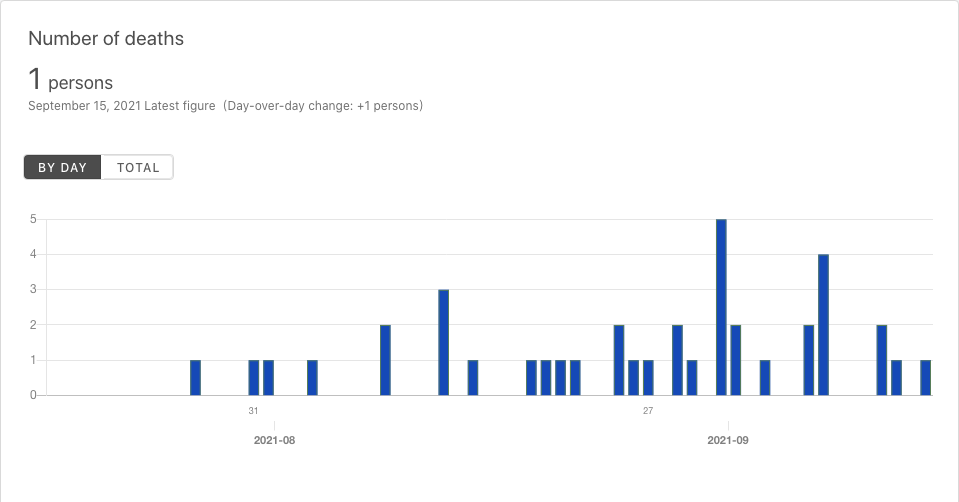 Number of deaths
1 persons
September 15, 2021 Latest figure (Day-over-day change: +1 persons)
BY DAY TOTAL
5
4
3
2
1
0
31 27
2021-08 2021-09